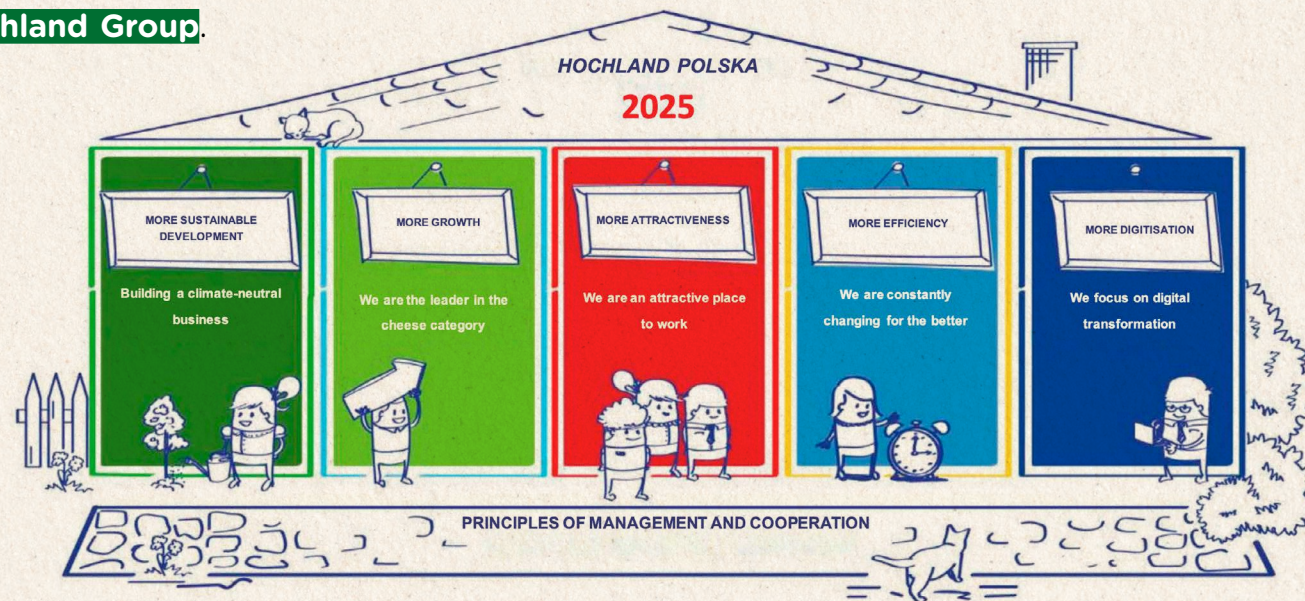 hland Group.
HOCHLAND POLSKA
2025
MORE SUSTAINABLE
DEVELOPMENT
Building a climate-neutral
business
MORE GROWTH
We are the leader in the
cheese category
MORE ATTRACTIVENESS
We are an attractive place
to work
MORE EFFICIENCY
We are constantly
changing for the better
MORE DIGITISATION
We focus on digital
transformation
PRINCIPLES OF MANAGEMENT AND COOPERATION